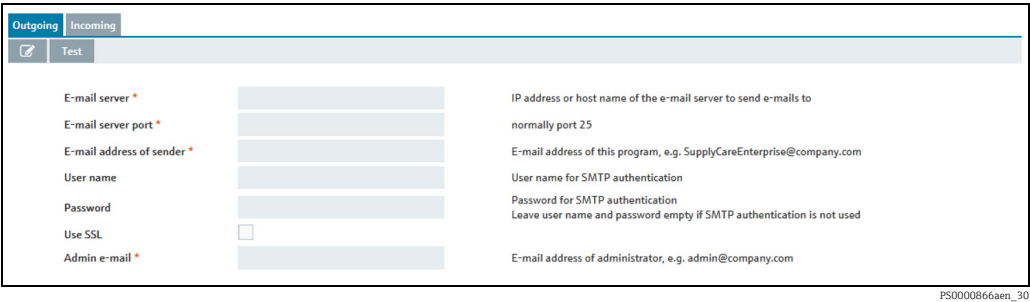 Outgoing Incoming
Test
E-mail server * IP address or host name of the e-mail server to send e-mails to
E-mail server port * normally port 25
E-mail address of sender * E-mail address of this program, e.g. SupplyCareEnterprise@company.com
User name User name for SMTP authentication
Password Password for SMTP authentication
Leave user name and password empty if SMTP authentication is not used
Use SSL
Admin e-mail * E-mail address of administrator, e.g. admin@company.com
PS0000866aen_30